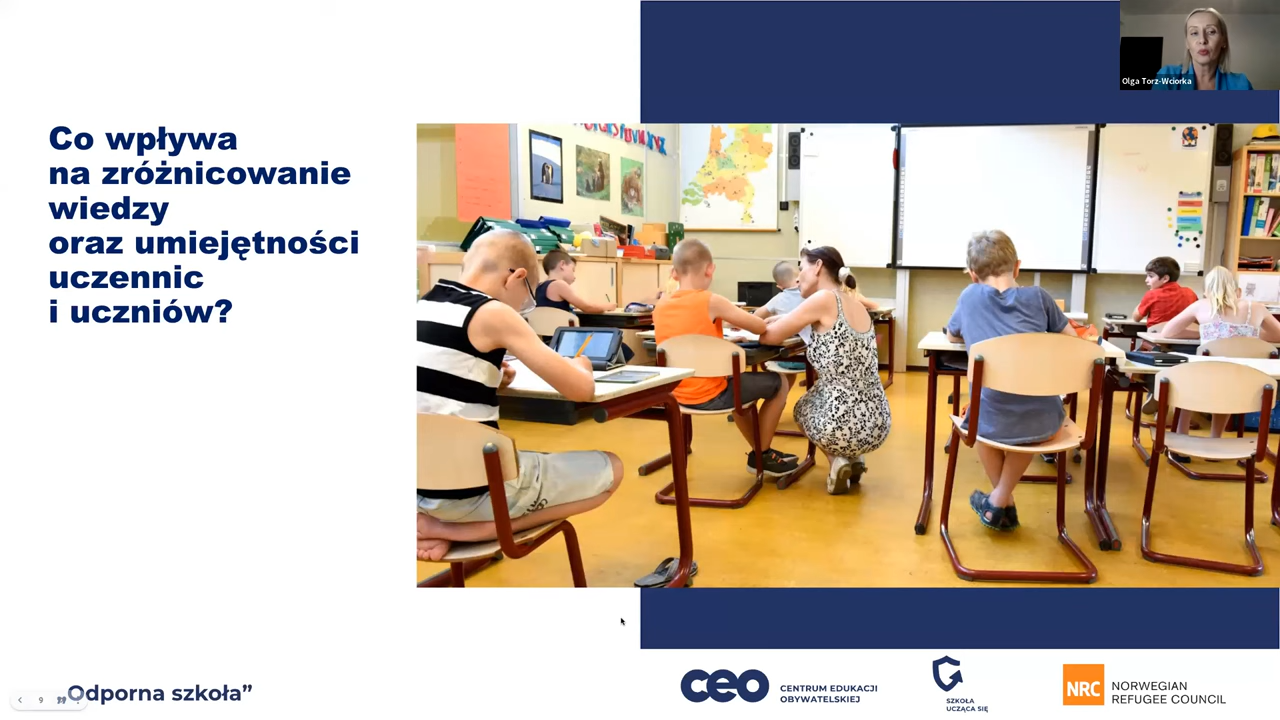 Olga Torz-Wciorka
Co wpływa
na zróżnicowanie
wiedzy
oraz umiejętności
uczennic
i uczniów?
9
Odporna szkoła”
ceo
CENTRUM EDUKACJI
OBYWATELSKIEJ
SZKOŁA
UCZĄCA SIĘ
NRC
NORWEGIAN
REFUGEE COUNCIL